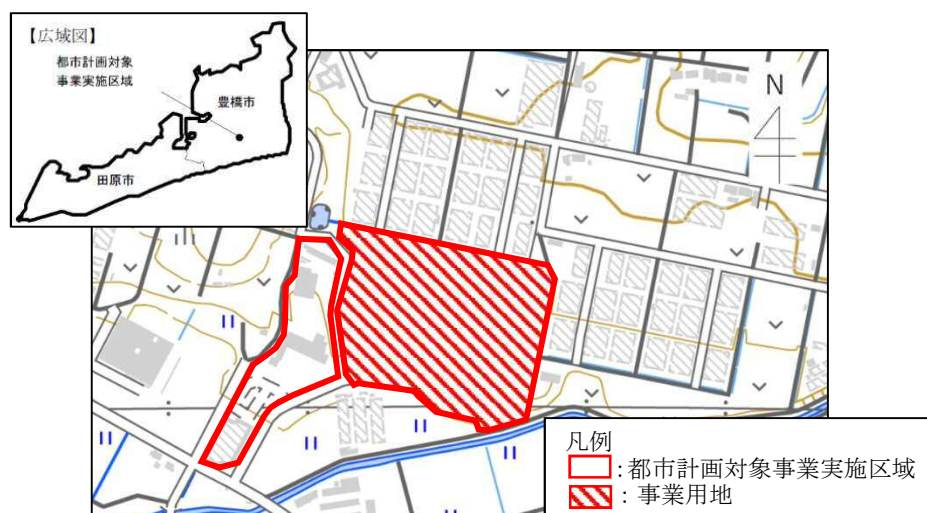 【広域図】
都市計画対象
事業実施区域
豊橋市
田原市
N
凡例
:都市計画対象事業実施区域
:事業用地